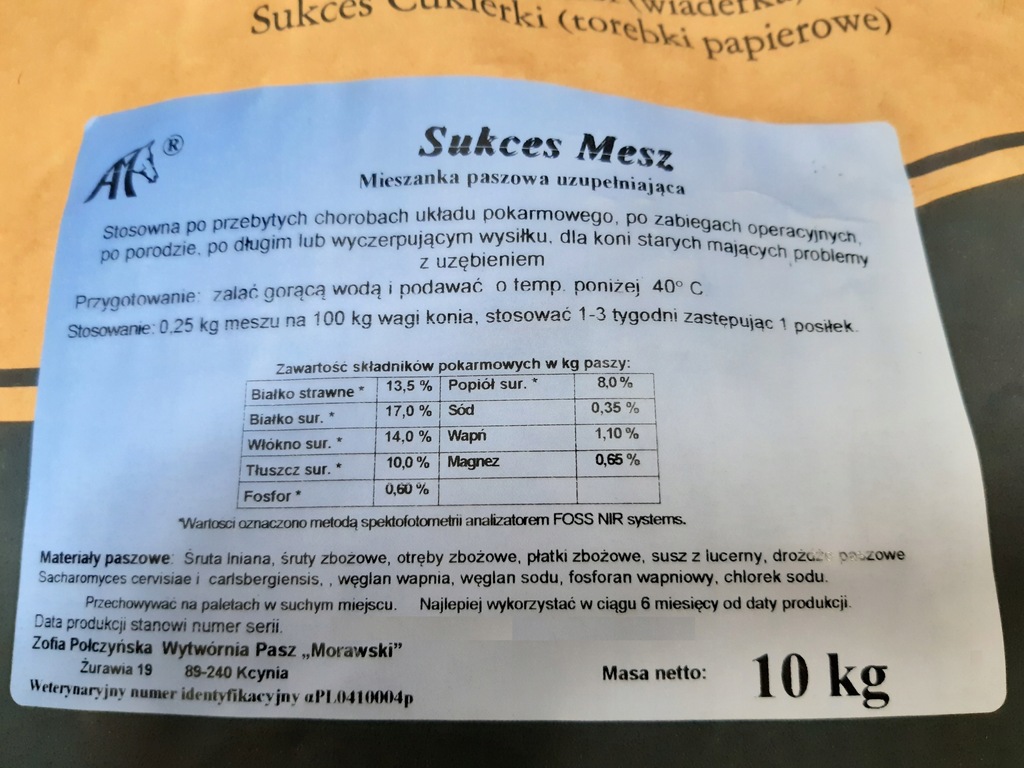 (wiaderka)
Sukces Cukierki (torebki papierowe)
AM ®
Sukces Mesz
Mieszanka paszowa uzupełniająca
Stosowna po przebytych chorobach układu pokarmowego, po zabiegach operacyjnych,
po porodzie, po długim lub wyczerpującym wysiłku, dla koni starych mających problemy
z uzębieniem
Przygotowanie: zalać gorącą wodą i podawać o temp. poniżej 40° C
Stosowanie: 0,25 kg meszu na 100 kg wagi konia, stosować 1-3 tygodni zastępując 1 posiłek.
Zawartość składników pokarmowych w kg paszy:
Białko strawne * 13,5 % Popiół sur. * 8,0 %
Białko sur. * 17,0 % Sód 0,35 %
Włókno sur. * 14,0 % Wapń 1,10 %
Tłuszcz sur. * 10,0 % Magnez 0,65 %
Fosfor * 0,60 %
*Wartosci oznaczono metodą spektofotometrii analizatorem FOSS NIR systems.
Materiały paszowe: Śruta lniana, śruty zbożowe, otręby zbożowe, płatki zbożowe, susz z lucerny, drożdże paszowe
Sacharomyces cervisiae i carlsbergiensis, , węglan wapnia, węglan sodu, fosforan wapniowy, chlorek sodu.
Przechowywać na paletach w suchym miejscu. Najlepiej wykorzystać w ciągu 6 miesięcy od daty produkcji.
Data produkcji stanowi numer serii.
Zofia Połczyńska Wytwórnia Pasz „Morawski”
Żurawia 19 89-240 Kcynia
Weterynaryjny numer identyfikacyjny αPL0410004p
Masa netto: 10 kg